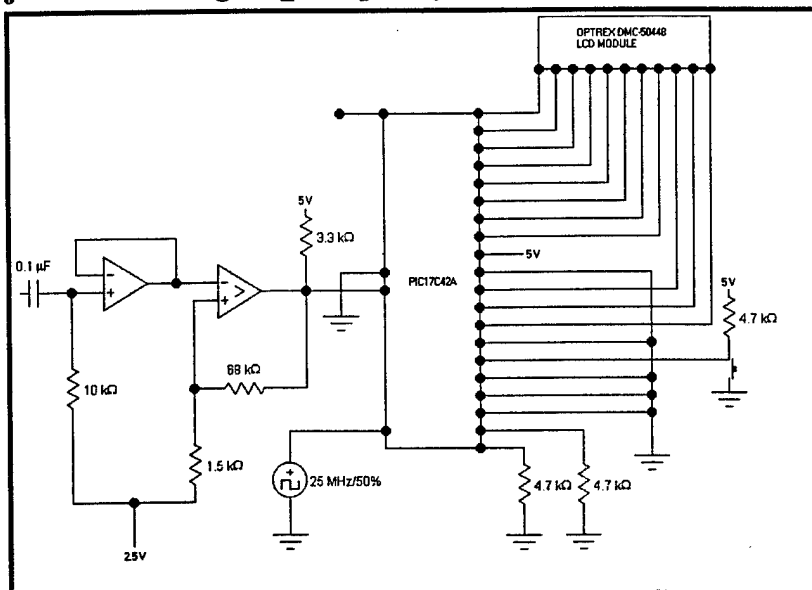 OPTREX DMC-50448
LCD MODULE
5V
3.3 kΩ
0.1 µF
5V
PIC17C42A
5V
4.7 kΩ
68 kΩ
10 kΩ
1.5 kΩ
25 MHz/50%
4.7 kΩ
4.7 kΩ
2.5V